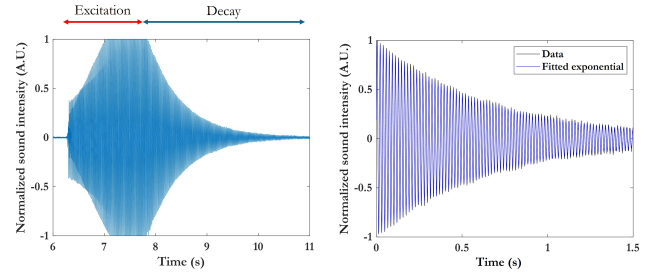 Excitation
Decay
Normalized sound intensity (A.U.)
1
0.5
0
-0.5
-1
6
7
8
9
10
11
Time (s)
Normalized sound intensity (A.U.)
1
0.5
0
-0.5
-1
Data
Fitted exponential
0
0.5
1
1.5
Time (s)